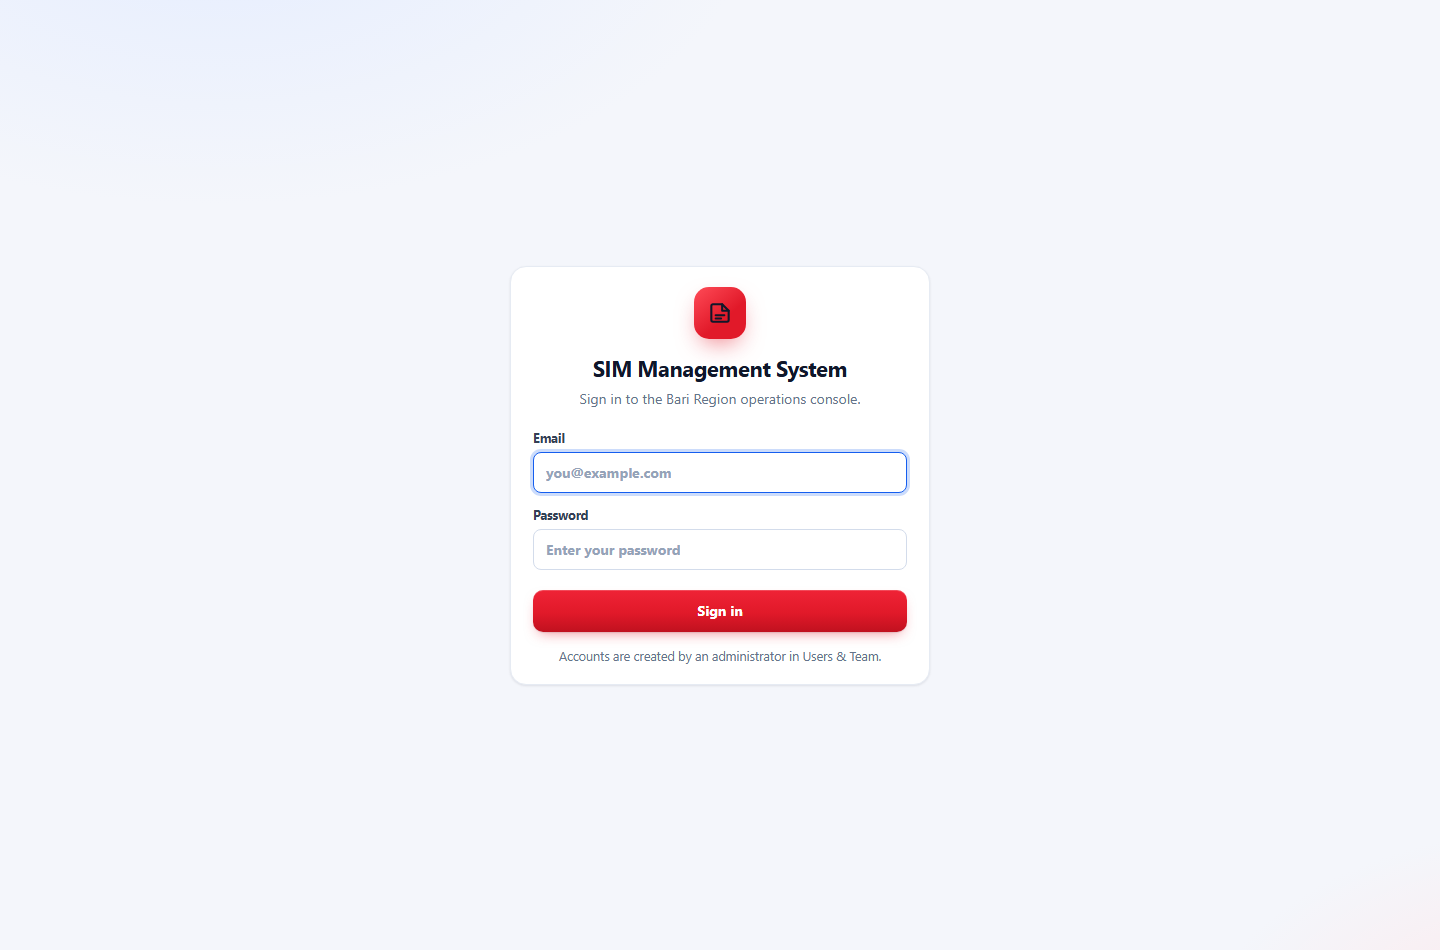 SIM Management System
Sign in to the Bari Region operations console.
Email
you@example.com
Password
Enter your password
Sign in
Accounts are created by an administrator in Users & Team.